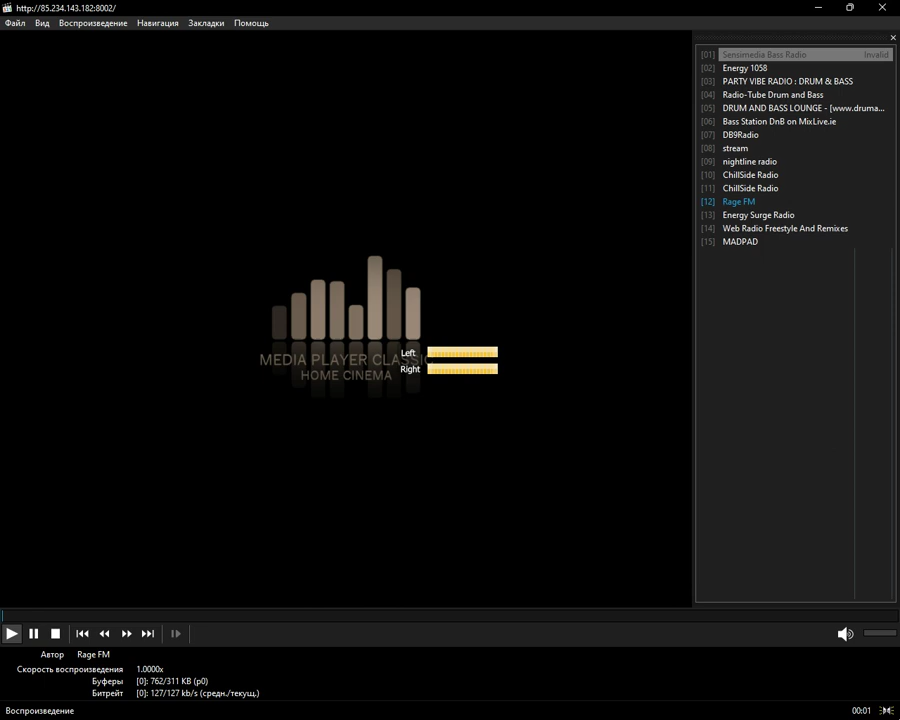 http://85.234.143.182:8002/
Файл Вид Воспроизведение Навигация Закладки Помощь
[01] Sensimedia Bass Radio Invalid
[02] Energy 1058
[03] PARTY VIBE RADIO : DRUM & BASS
[04] Radio-Tube Drum and Bass
[05] DRUM AND BASS LOUNGE - [www.druma...
[06] Bass Station DnB on MixLive.ie
[07] DB9Radio
[08] stream
[09] nightline radio
[10] ChillSide Radio
[11] ChillSide Radio
[12] Rage FM
[13] Energy Surge Radio
[14] Web Radio Freestyle And Remixes
[15] MADPAD
MEDIA PLAYER CLASSIC
HOME CINEMA
Left
Right
Автор Rage FM
Скорость воспроизведения 1.0000x
Буферы [0]: 762/311 KB (p0)
Битрейт [0]: 127/127 kb/s (средн./текущ.)
Воспроизведение 00:01